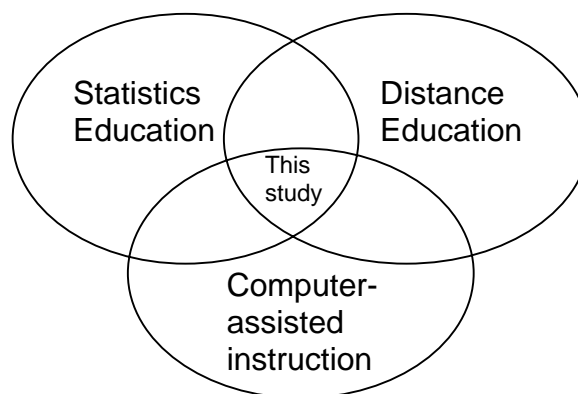 Statistics
Education
Distance
Education
This
study
Computer-
assisted
instruction